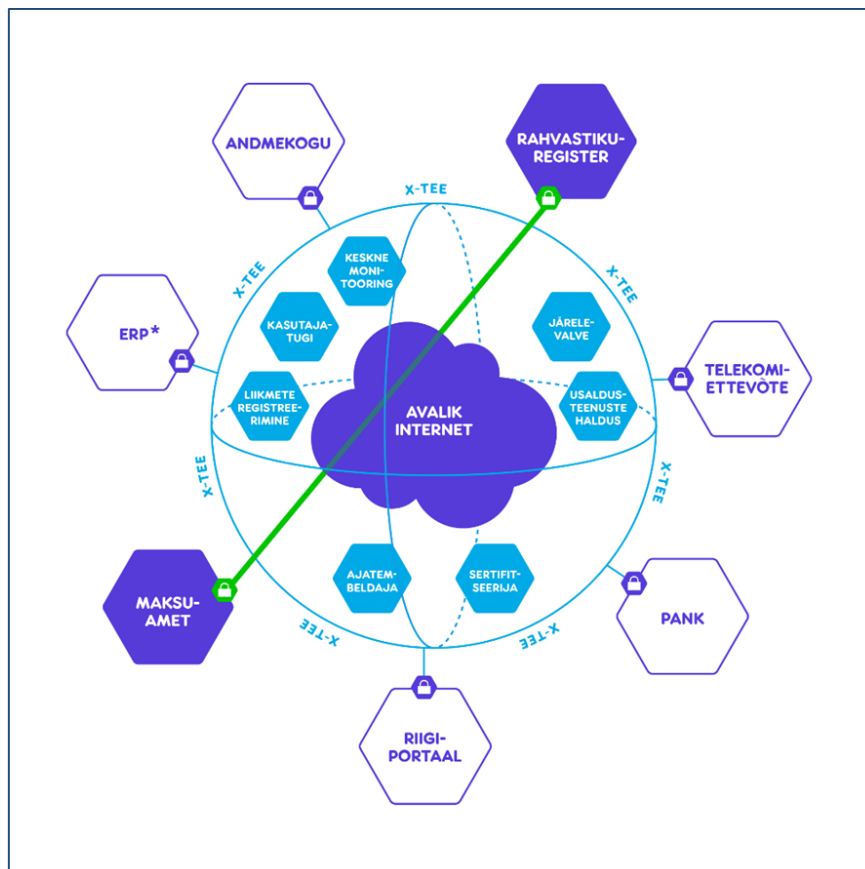 ANDMEKOGU
RAHVASTIKU-
REGISTER
X-TEE
X-TEE
X-TEE
KESKNE
MONI-
TOORING
KASUTAJA-
TUGI
JÄRELE-
VALVE
ERP*
TELEKOMI-
ETTEVÕTE
LIIKMETE
REGISTREE-
RIMINE
AVALIK
INTERNET
USALDUS-
TEENUSTE
HALDUS
X-TEE
X-TEE
AJATEM-
BELDAJA
SERTIFIT-
SEERIJA
MAKSU-
AMET
PANK
X-TEE
X-TEE
RIIGI-
PORTAAL